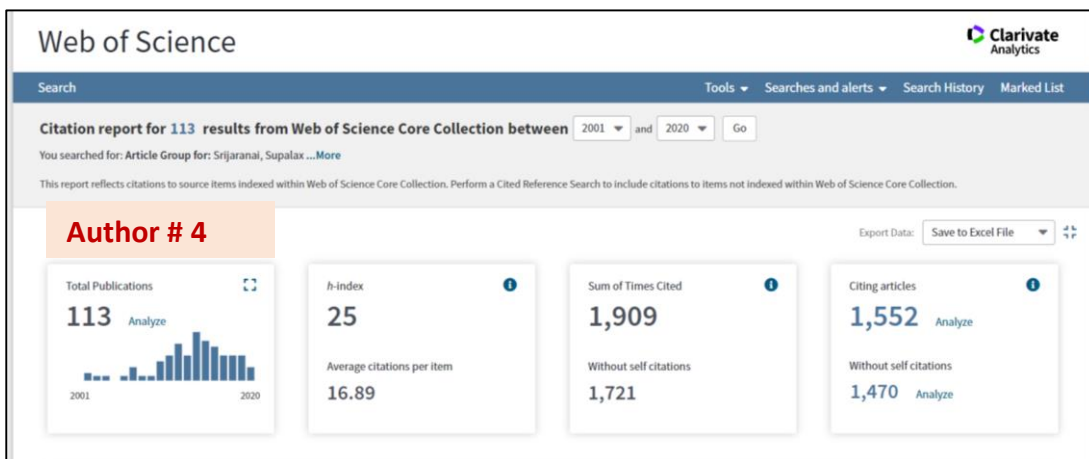 Web of Science
Clarivate
Analytics
Search Tools Searches and alerts Search History Marked List
Citation report for 113 results from Web of Science Core Collection between 2001 and 2020 Go
You searched for: Article Group for: Srijaranai, Supalax ...More
This report reflects citations to source items indexed within Web of Science Core Collection. Perform a Cited Reference Search to include citations to items not indexed within Web of Science Core Collection.
Author # 4
Export Data: Save to Excel File
Total Publications
113 Analyze
2001 2020
h-index
25
Average citations per item
16.89
Sum of Times Cited
1,909
Without self citations
1,721
Citing articles
1,552 Analyze
Without self citations
1,470 Analyze